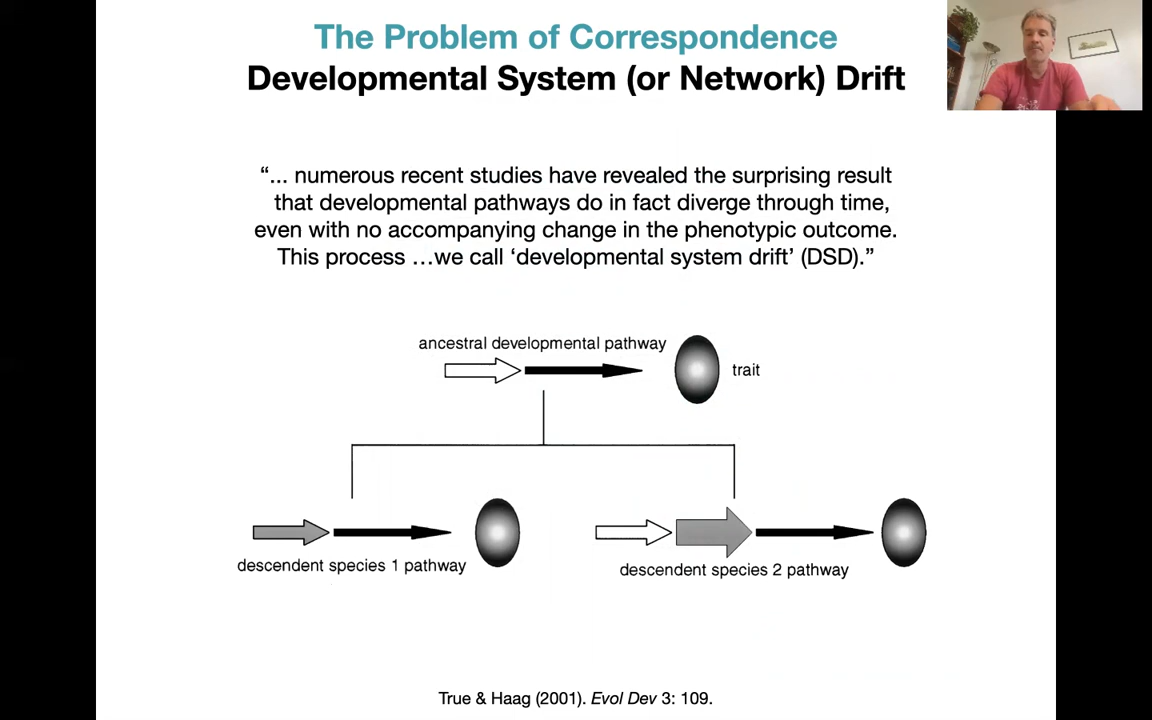 The Problem of Correspondence
Developmental System (or Network) Drift
“... numerous recent studies have revealed the surprising result
that developmental pathways do in fact diverge through time,
even with no accompanying change in the phenotypic outcome.
This process …we call ‘developmental system drift’ (DSD).”
ancestral developmental pathway
trait
descendent species 1 pathway
descendent species 2 pathway
True & Haag (2001). Evol Dev 3: 109.